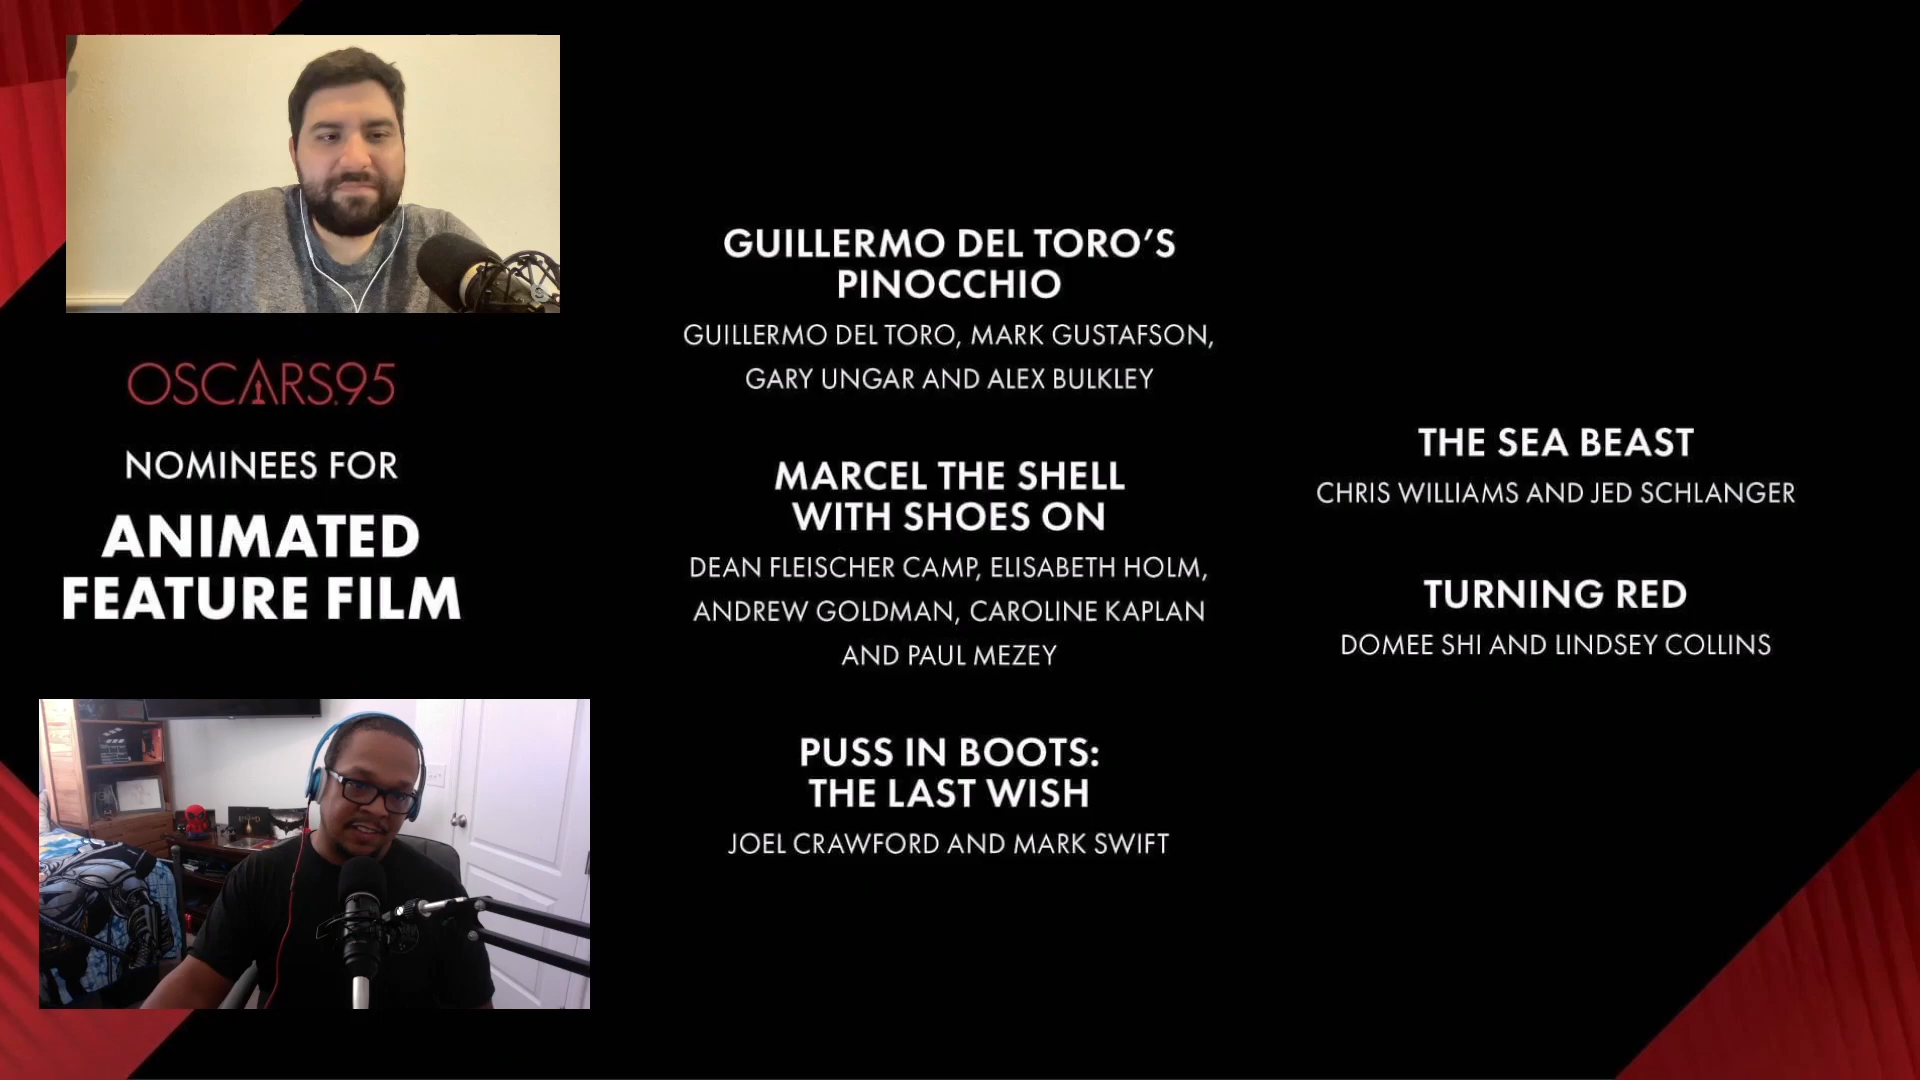 OSCARS.95
NOMINEES FOR
ANIMATED
FEATURE FILM
GUILLERMO DEL TORO’S
PINOCCHIO
GUILLERMO DEL TORO, MARK GUSTAFSON,
GARY UNGAR AND ALEX BULKLEY
MARCEL THE SHELL
WITH SHOES ON
DEAN FLEISCHER CAMP, ELISABETH HOLM,
ANDREW GOLDMAN, CAROLINE KAPLAN
AND PAUL MEZEY
PUSS IN BOOTS:
THE LAST WISH
JOEL CRAWFORD AND MARK SWIFT
THE SEA BEAST
CHRIS WILLIAMS AND JED SCHLANGER
TURNING RED
DOMEE SHI AND LINDSEY COLLINS